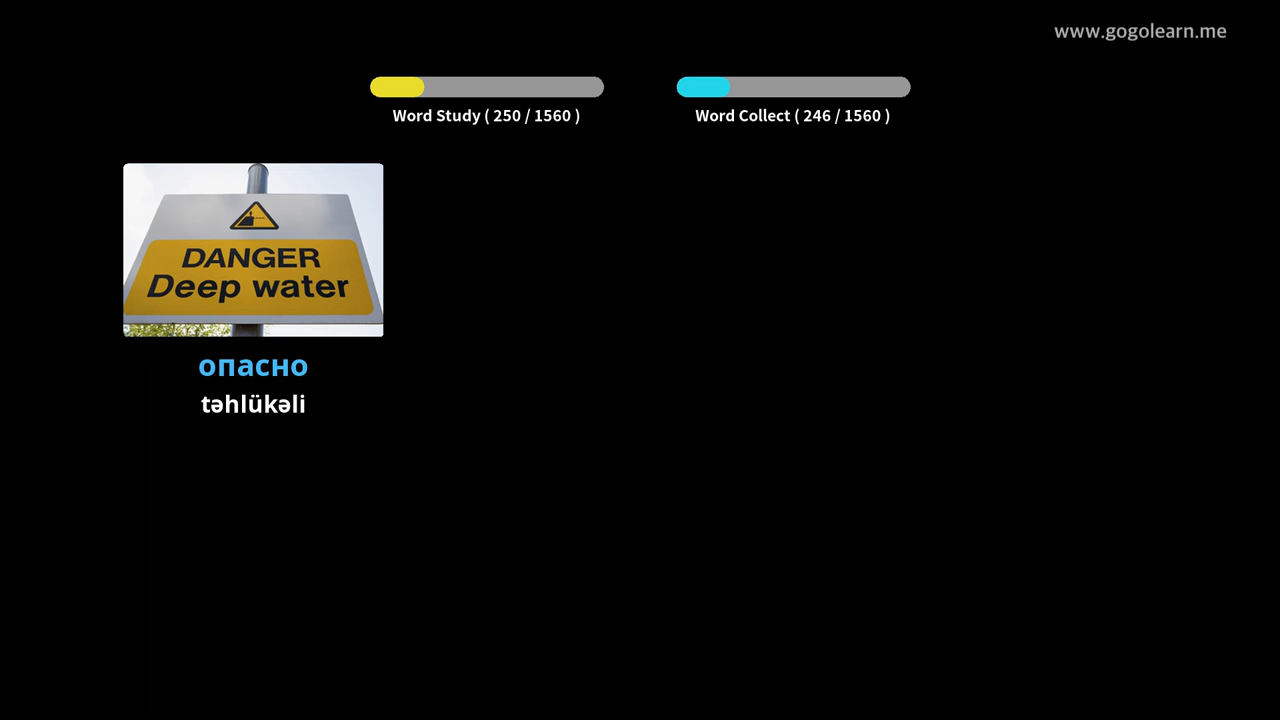 www.gogolearn.me
Word Study ( 250 / 1560 )
Word Collect ( 246 / 1560 )
DANGER
Deep water
опасно
təhlükəli